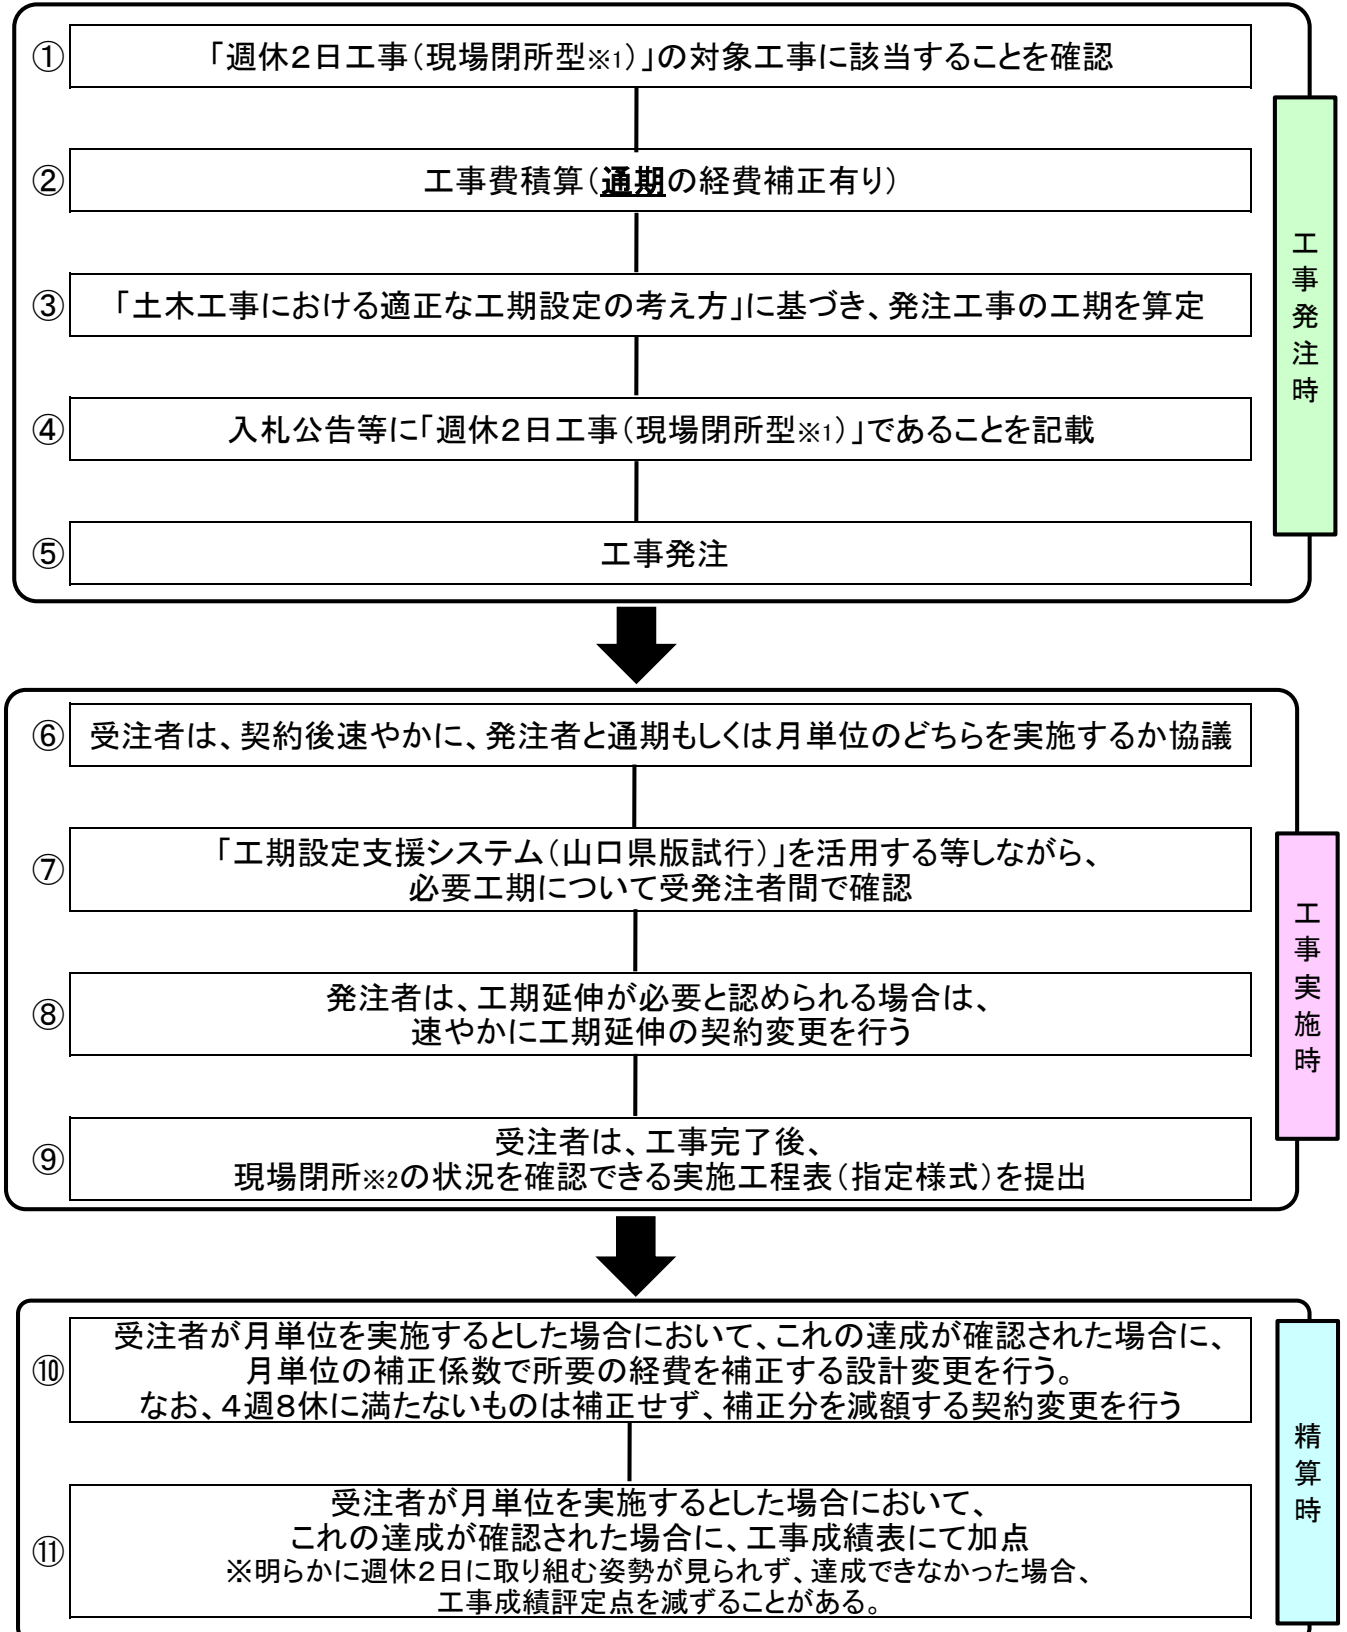 ① 「週休２日工事（現場閉所型※1）」の対象工事に該当することを確認
② 工事費積算（通期の経費補正有り）
③ 「土木工事における適正な工期設定の考え方」に基づき、発注工事の工期を算定
④ 入札公告等に「週休２日工事（現場閉所型※1）」であることを記載
⑤ 工事発注
工事発注時
⑥ 受注者は、契約後速やかに、発注者と通期もしくは月単位のどちらを実施するか協議
⑦ 「工期設定支援システム（山口県版試行）」を活用する等しながら、
必要工期について受発注者間で確認
⑧ 発注者は、工期延伸が必要と認められる場合は、
速やかに工期延伸の契約変更を行う
⑨ 受注者は、工事完了後、
現場閉所※2の状況を確認できる実施工程表（指定様式）を提出
工事実施時
⑩ 受注者が月単位を実施するとした場合において、これの達成が確認された場合に、
月単位の補正係数で所要の経費を補正する設計変更を行う。
なお、４週８休に満たないものは補正せず、補正分を減額する契約変更を行う
⑪ 受注者が月単位を実施するとした場合において、
これの達成が確認された場合に、工事成績表にて加点
※明らかに週休２日に取り組む姿勢が見られず、達成できなかった場合、
工事成績評定点を減ずることがある。
精算時